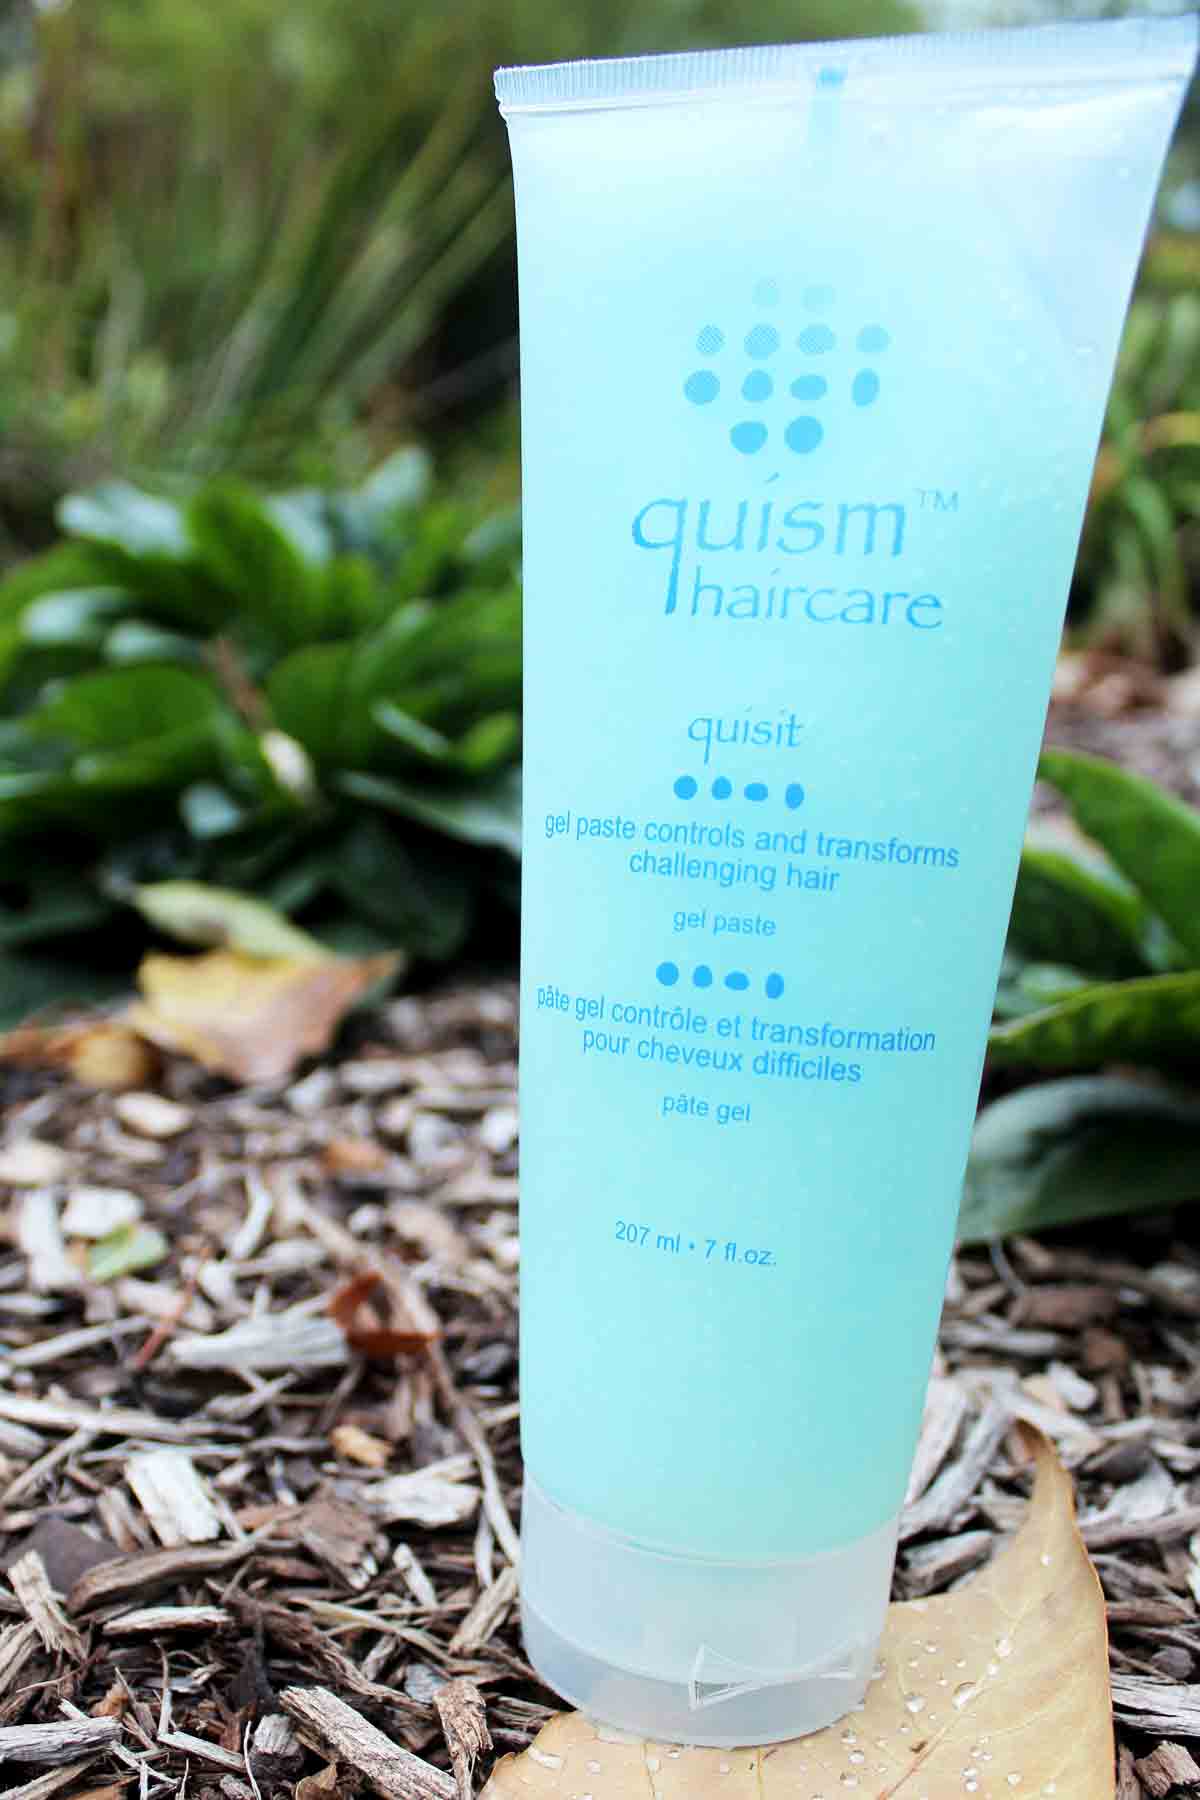 quism™
haircare
quisit
gel paste controls and transforms
challenging hair
gel paste
pâte gel contrôle et transformation
pour cheveux difficiles
pâte gel
207 ml • 7 fl.oz.